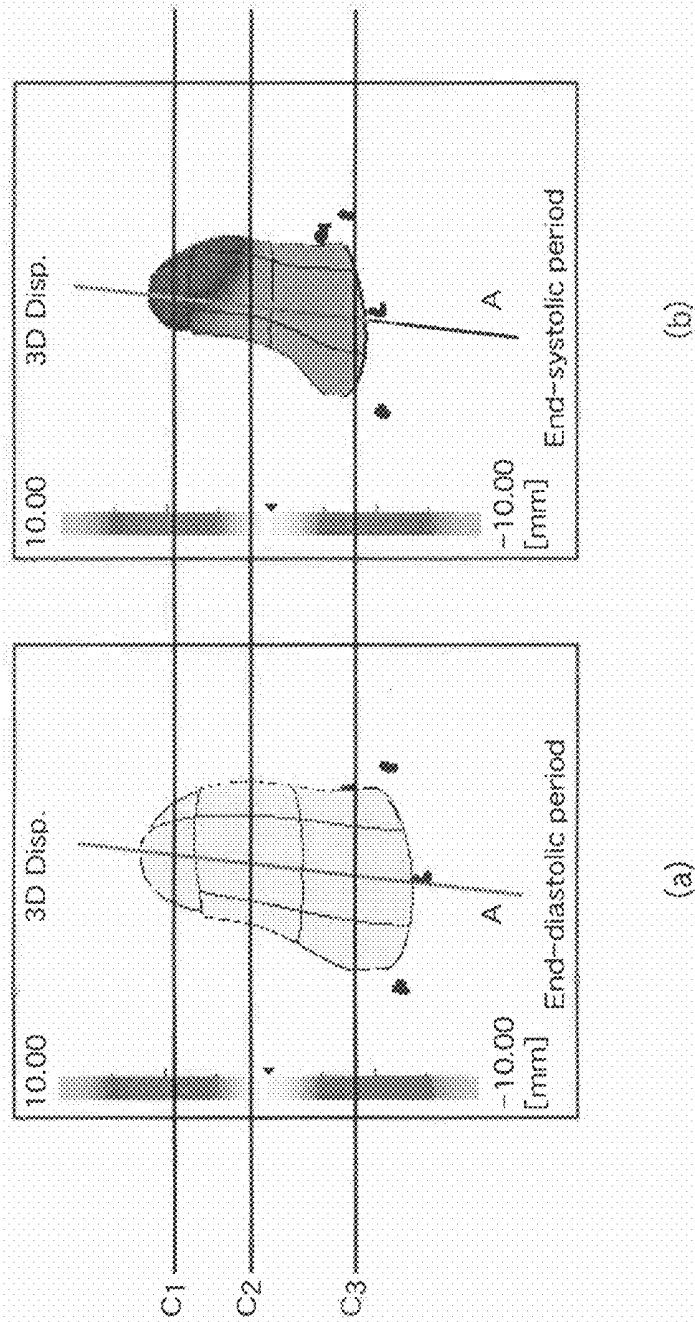 C1
C2
C3
3D Disp.
10.00
-10.00
[mm]
A
End-diastolic period
(a)
3D Disp.
10.00
-10.00
[mm]
A
End-systolic period
(b)